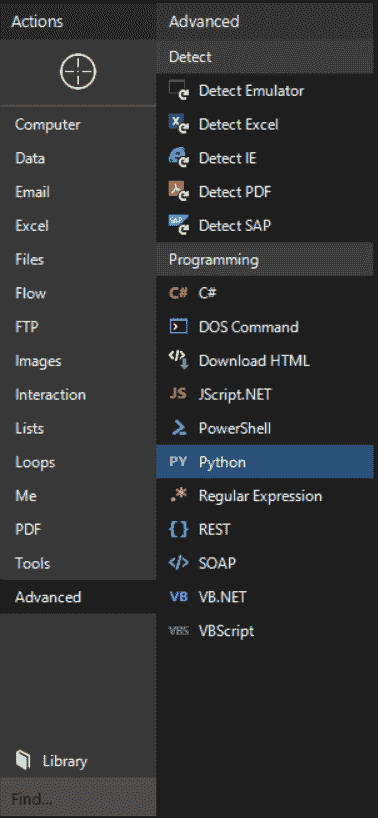 Actions
Computer
Data
Email
Excel
Files
Flow
FTP
Images
Interaction
Lists
Loops
Me
PDF
Tools
Advanced
Library
Find...
Advanced
Detect
Detect Emulator
X Detect Excel
Detect IE
Detect PDF
SAP Detect SAP
Programming
C# C#
DOS Command
</> Download HTML
JS JScript.NET
PowerShell
PY Python
.* Regular Expression
{} REST
</> SOAP
VB VB.NET
VBS VBScript